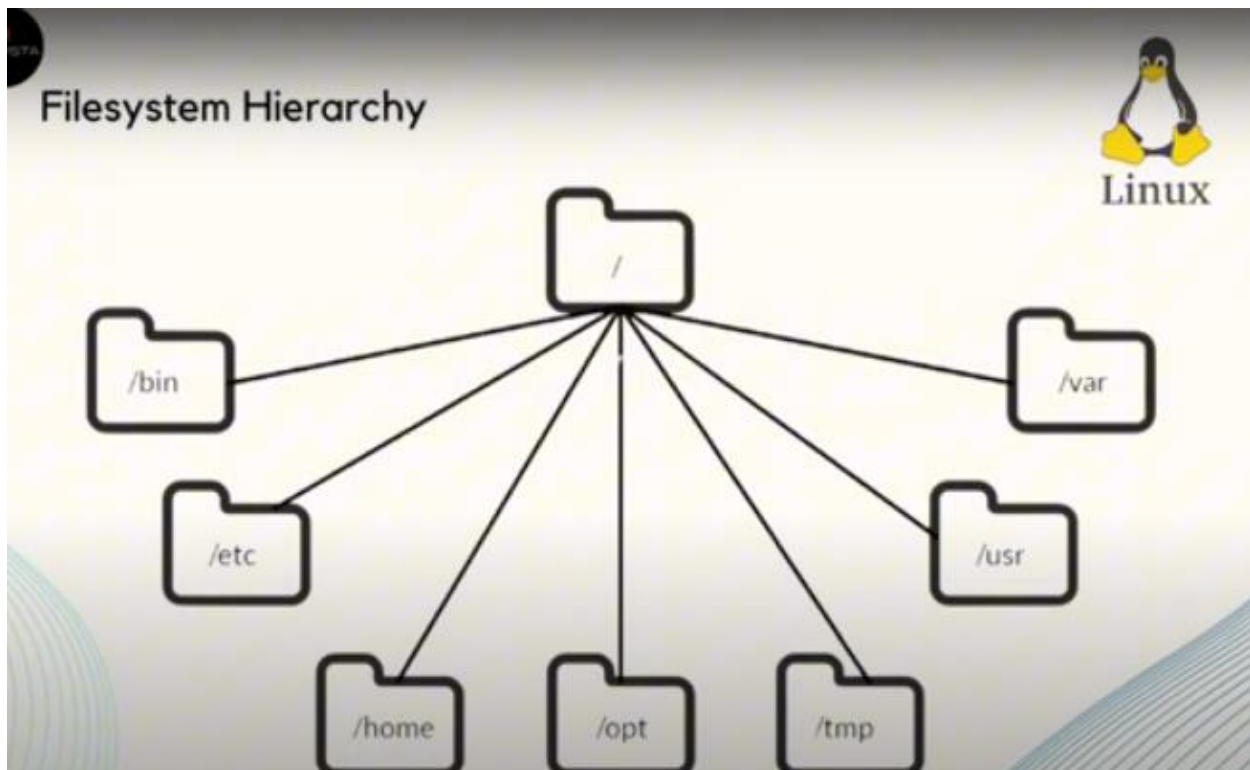 Filesystem Hierarchy
Linux
/
/bin
/var
/etc
/usr
/home
/opt
/tmp